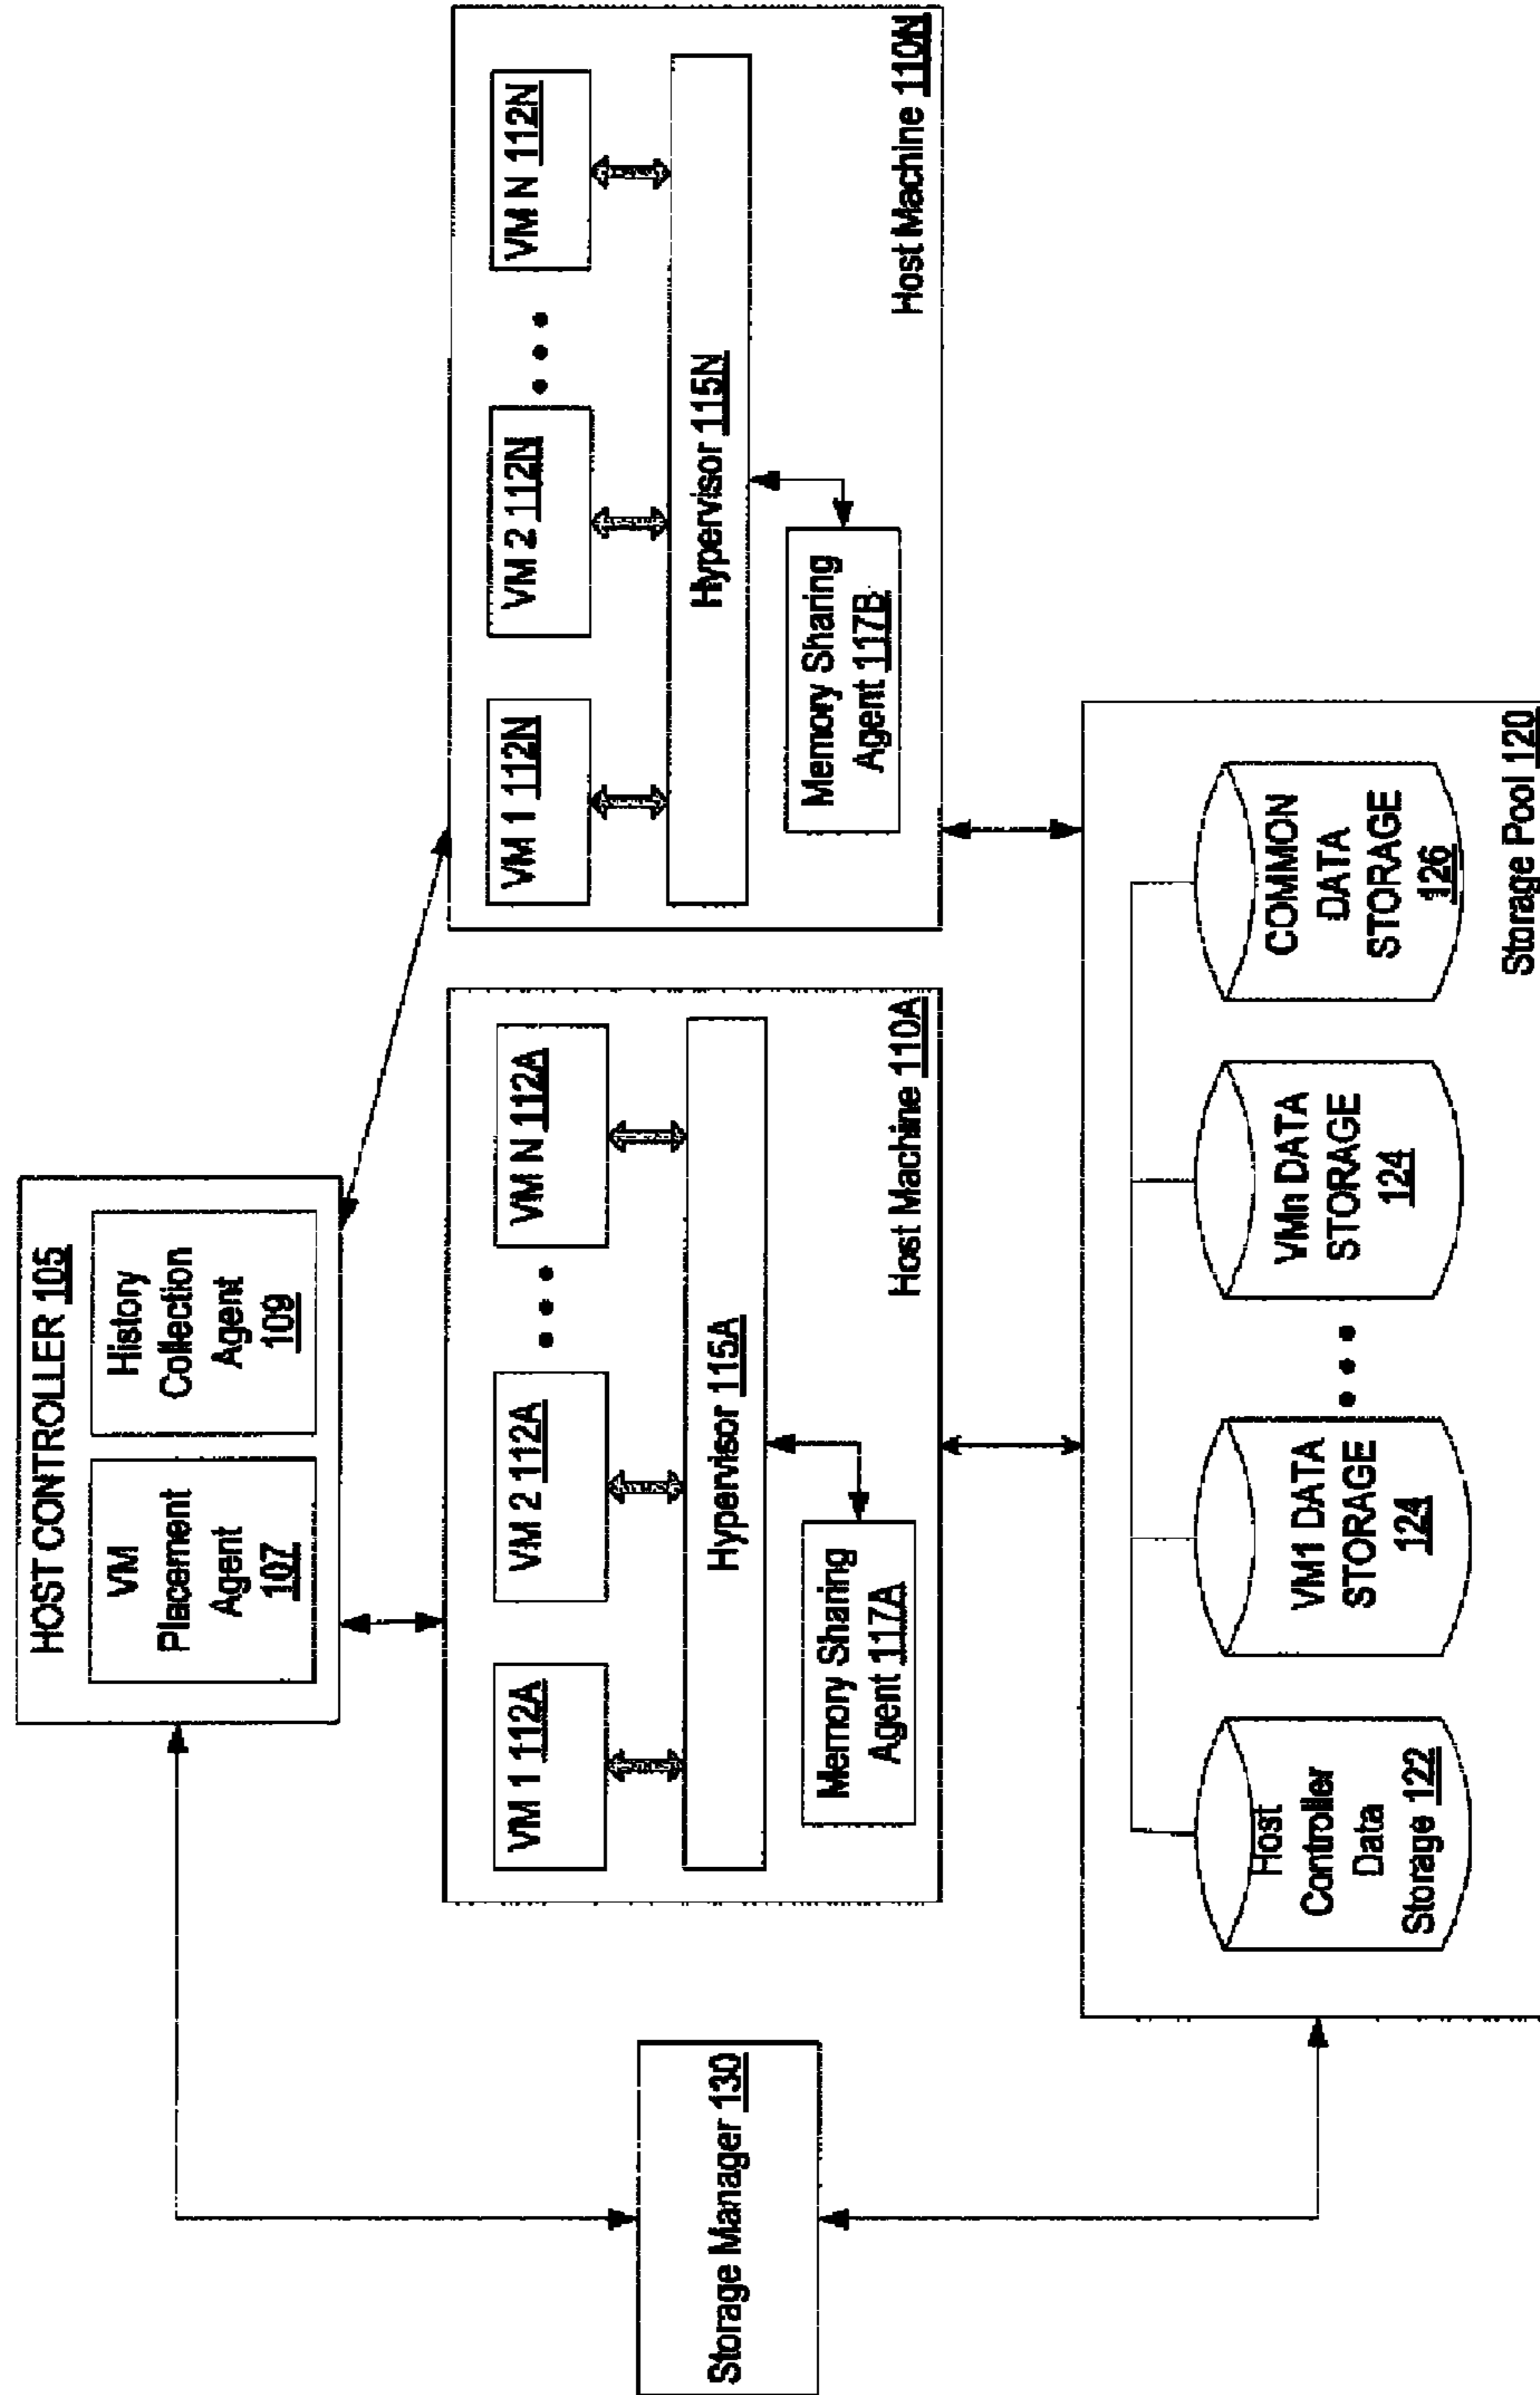 HOST CONTROLLER 105
VM
Placement
Agent
107
History
Collection
Agent
109
VM 1 112A
VM 2 112A
VM N 112A
Hypervisor 115A
Memory Sharing
Agent 117A
Host Machine 110A
VM 1 112N
VM 2 112N
VM N 112N
Hypervisor 115N
Memory Sharing
Agent 117B
Host Machine 110N
Storage Manager 130
Host
Controller
Data
Storage 122
VM1 DATA
STORAGE
124
VMn DATA
STORAGE
124
COMMON
DATA
STORAGE
126
Storage Pool 120